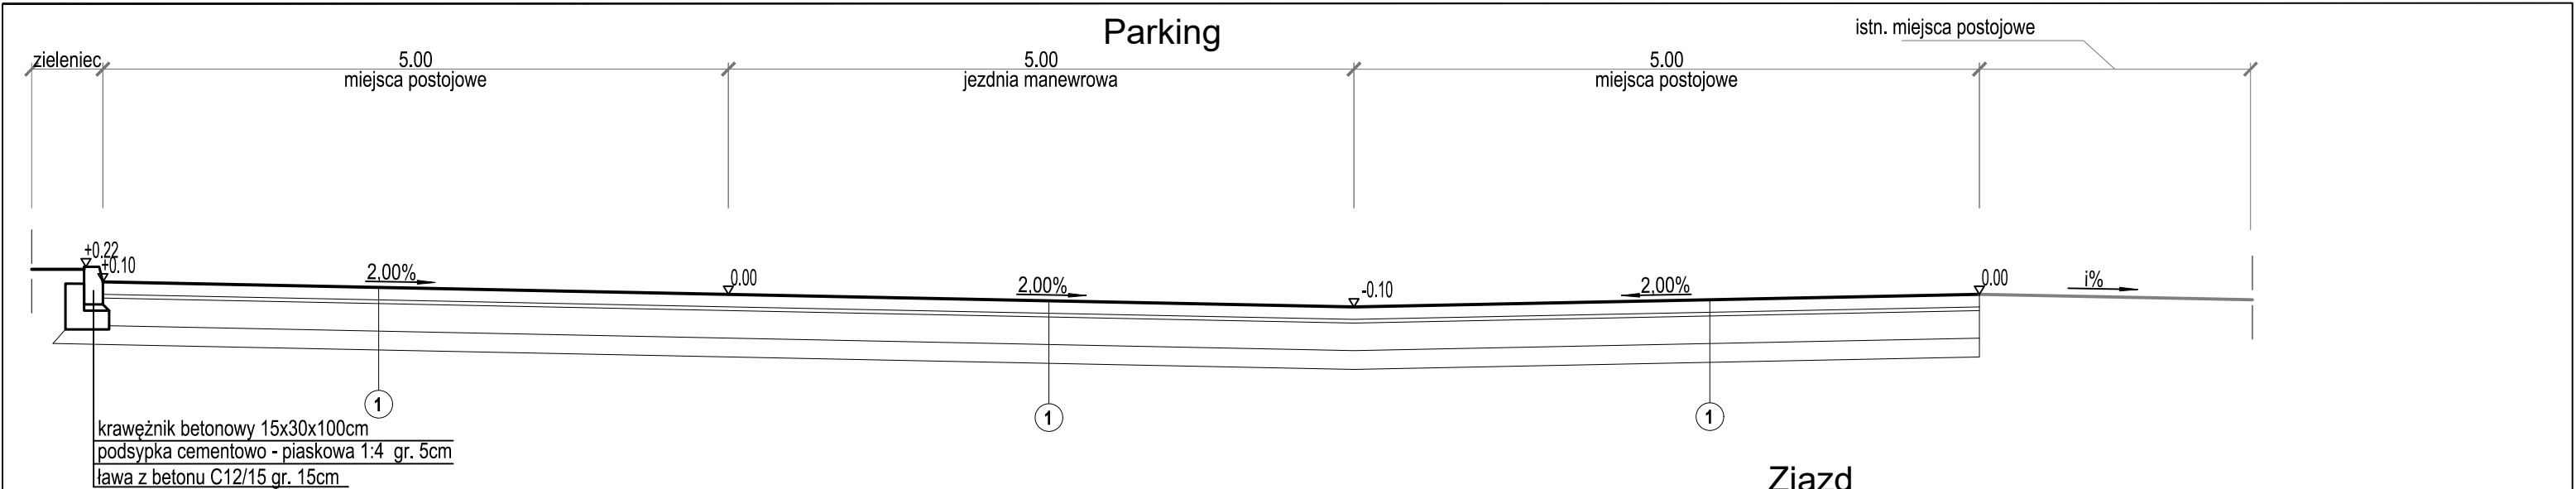 Parking
istn. miejsca postojowe
zieleniec
5.00
miejsca postojowe
5.00
jezdnia manewrowa
5.00
miejsca postojowe
+0.22
+0.10
2,00%
0.00
2,00%
-0.10
2,00%
0.00
i%
1
1
1
krawężnik betonowy 15x30x100cm
podsypka cementowo - piaskowa 1:4 gr. 5cm
ława z betonu C12/15 gr. 15cm
Zjazd